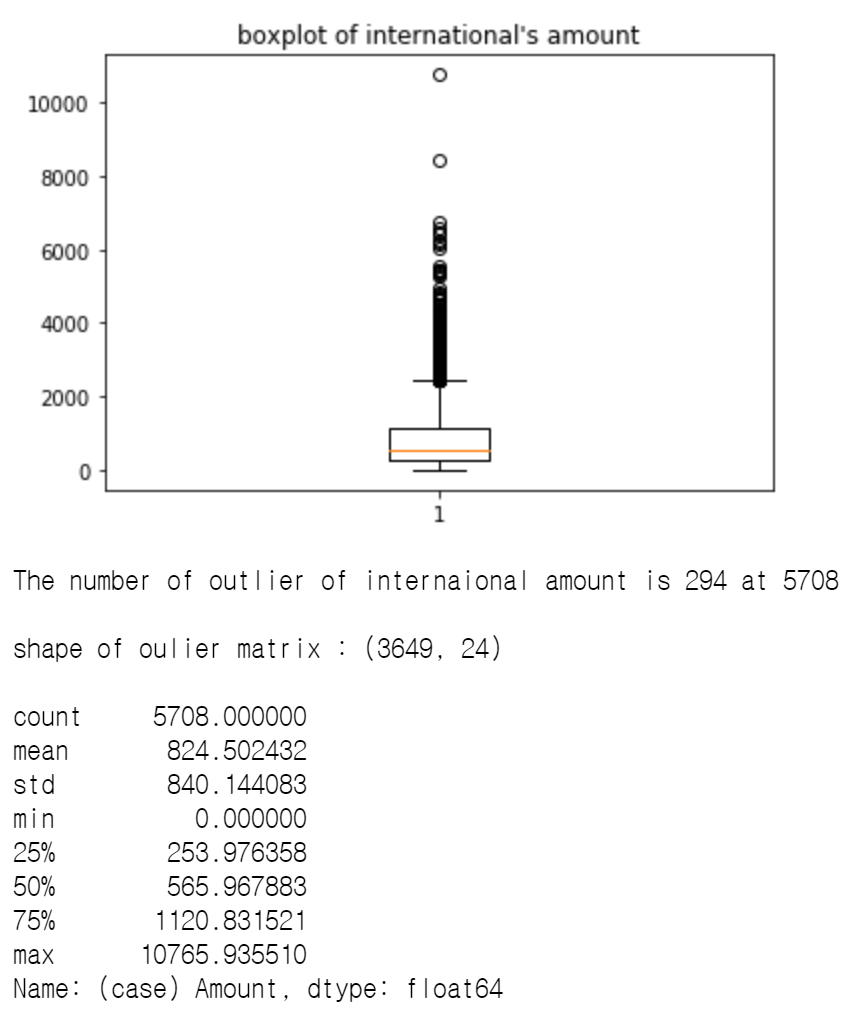 boxplot of international's amount
10000
8000
6000
4000
2000
0
1
The number of outlier of internaional amount is 294 at 5708
shape of oulier matrix : (3649, 24)
count 5708.000000
mean 824.502432
std 840.144083
min 0.000000
25% 253.976358
50% 565.967883
75% 1120.831521
max 10765.935510
Name: (case) Amount, dtype: float64